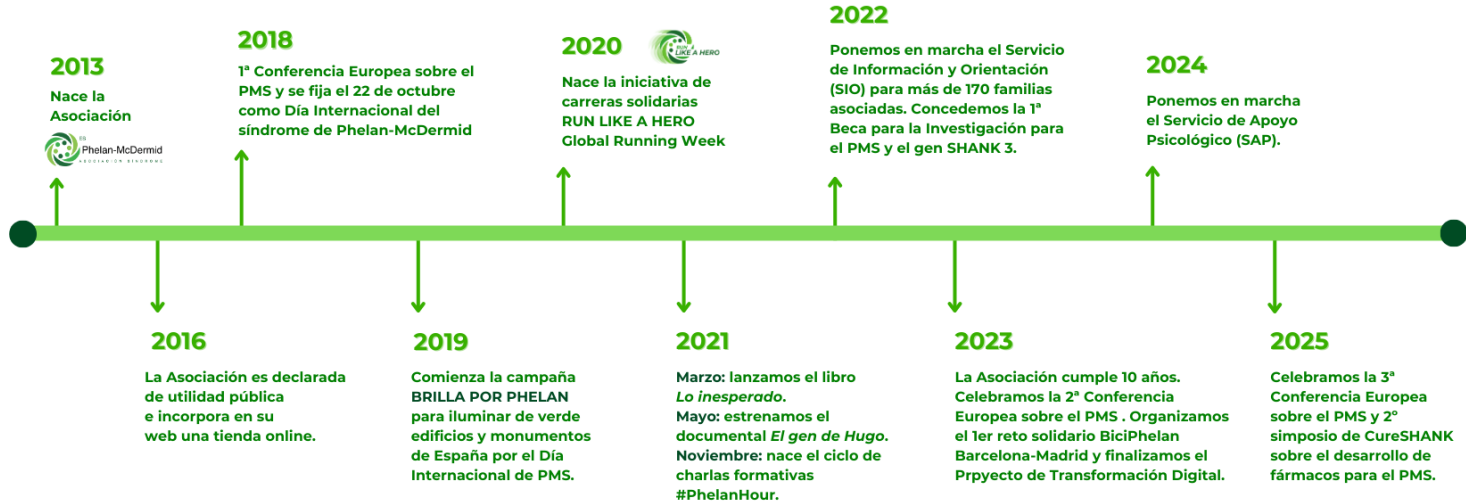 2013
Nace la
Asociación
ES
Phelan-McDermid
ASOCIACIÓN SÍNDROME
2016
La Asociación es declarada
de utilidad pública
e incorpora en su
web una tienda online.
2018
1ª Conferencia Europea sobre el
PMS y se fija el 22 de octubre
como Día Internacional del
síndrome de Phelan-McDermid
2019
Comienza la campaña
BRILLA POR PHELAN
para iluminar de verde
edificios y monumentos
de España por el Día
Internacional de PMS.
2020
RUN
LIKE A HERO
Nace la iniciativa de
carreras solidarias
RUN LIKE A HERO
Global Running Week
2021
Marzo: lanzamos el libro
Lo inesperado.
Mayo: estrenamos el
documental El gen de Hugo.
Noviembre: nace el ciclo de
charlas formativas
#PhelanHour.
2022
Ponemos en marcha el Servicio
de Información y Orientación
(SIO) para más de 170 familias
asociadas. Concedemos la 1ª
Beca para la Investigación para
el PMS y el gen SHANK 3.
2023
La Asociación cumple 10 años.
Celebramos la 2ª Conferencia
Europea sobre el PMS . Organizamos
el 1er reto solidario BiciPhelan
Barcelona-Madrid y finalizamos el
Prpyecto de Transformación Digital.
2024
Ponemos en marcha
el Servicio de Apoyo
Psicológico (SAP).
2025
Celebramos la 3ª
Conferencia Europea
sobre el PMS y 2º
simposio de CureSHANK
sobre el desarrollo de
fármacos para el PMS.